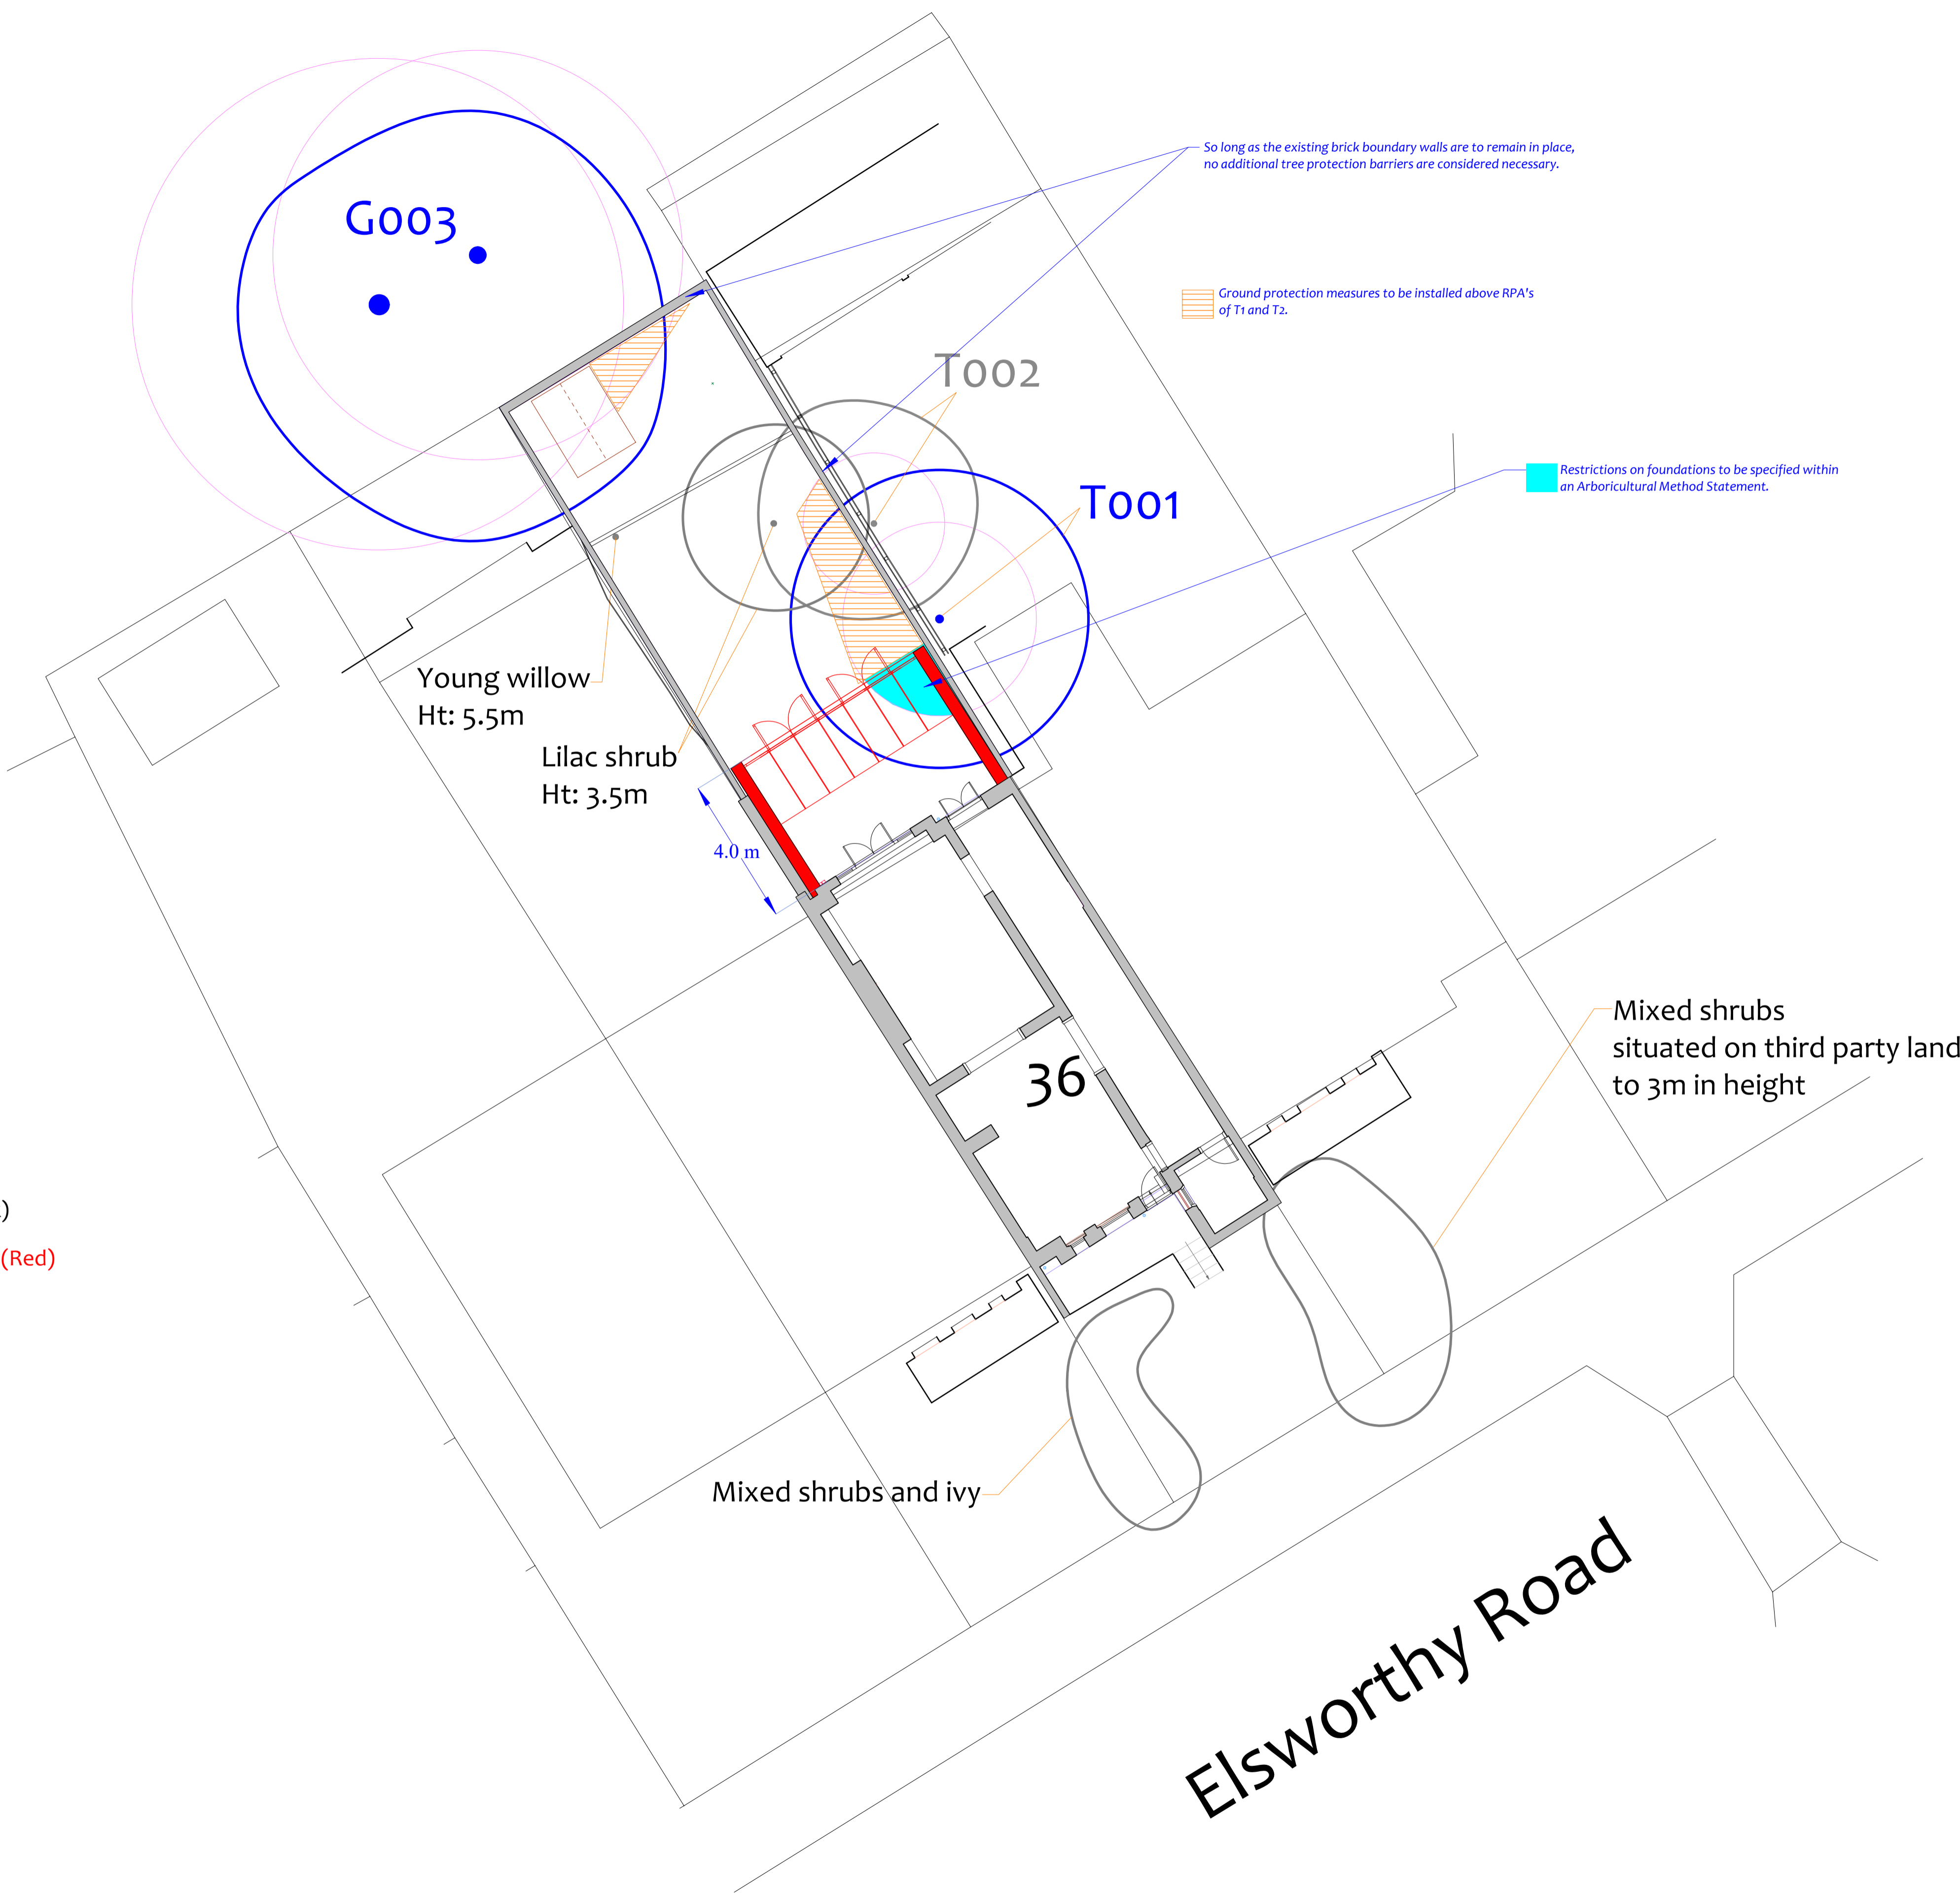 G003
So long as the existing brick boundary walls are to remain in place,
no additional tree protection barriers are considered necessary.
Ground protection measures to be installed above RPA's
of T1 and T2.
T002
T001
Restrictions on foundations to be specified within
an Arboricultural Method Statement.
Young willow
Ht: 5.5m
Lilac shrub
Ht: 3.5m
4.0 m
36
Mixed shrubs
situated on third party land
to 3m in height
)
(Red)
Mixed shrubs and ivy
Elsworthy Road